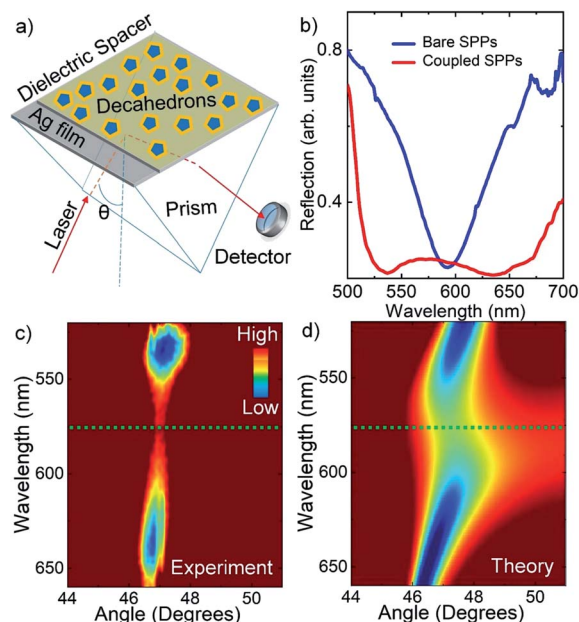 a)
Dielectric Spacer
Decahedrons
Ag film
Laser
θ
Prism
Detector
b)
Bare SPPs
Coupled SPPs
Reflection (arb. units)
0.8
0.4
500 550 600 650 700
Wavelength (nm)
c)
High
Low
Wavelength (nm)
550
600
650
Experiment
44 46 48 50
Angle (Degrees)
d)
Wavelength (nm)
550
600
650
Theory
44 46 48 50
Angle (Degrees)